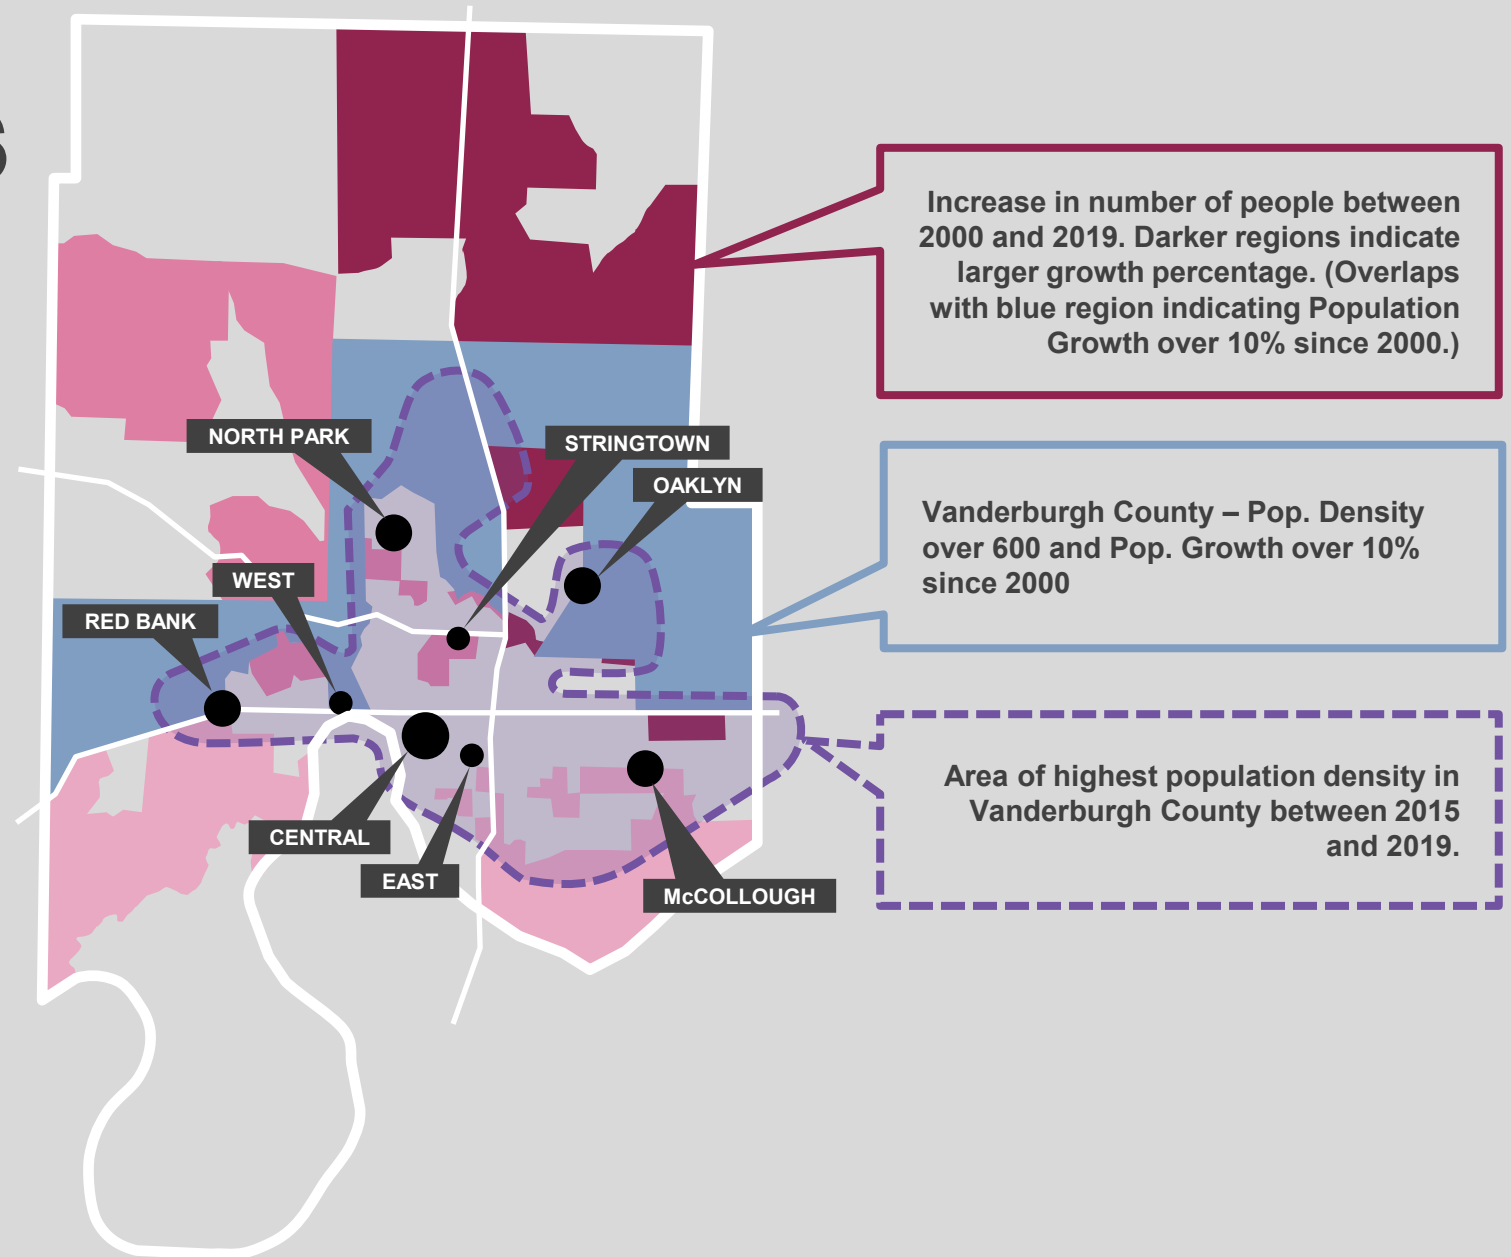 S
Increase in number of people between
2000 and 2019. Darker regions indicate
larger growth percentage. (Overlaps
with blue region indicating Population
Growth over 10% since 2000.)
NORTH PARK
STRINGTOWN
OAKLYN
Vanderburgh County – Pop. Density
over 600 and Pop. Growth over 10%
since 2000
WEST
RED BANK
Area of highest population density in
Vanderburgh County between 2015
and 2019.
CENTRAL
EAST
McCOLLOUGH